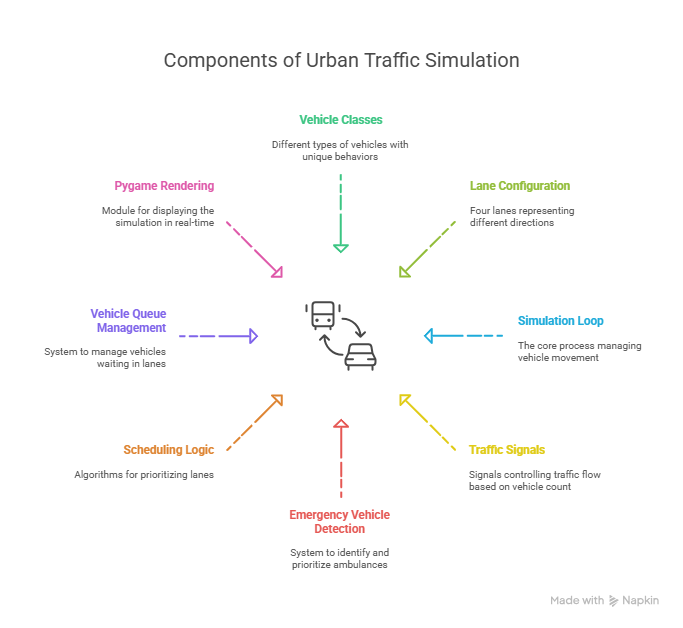 Components of Urban Traffic Simulation
Vehicle Classes
Different types of vehicles with
unique behaviors
Pygame Rendering
Module for displaying the
simulation in real-time
Lane Configuration
Four lanes representing
different directions
Vehicle Queue
Management
System to manage vehicles
waiting in lanes
Simulation Loop
The core process managing
vehicle movement
Scheduling Logic
Algorithms for prioritizing lanes
Traffic Signals
Signals controlling traffic flow
based on vehicle count
Emergency Vehicle
Detection
System to identify and
prioritize ambulances
Made with Napkin